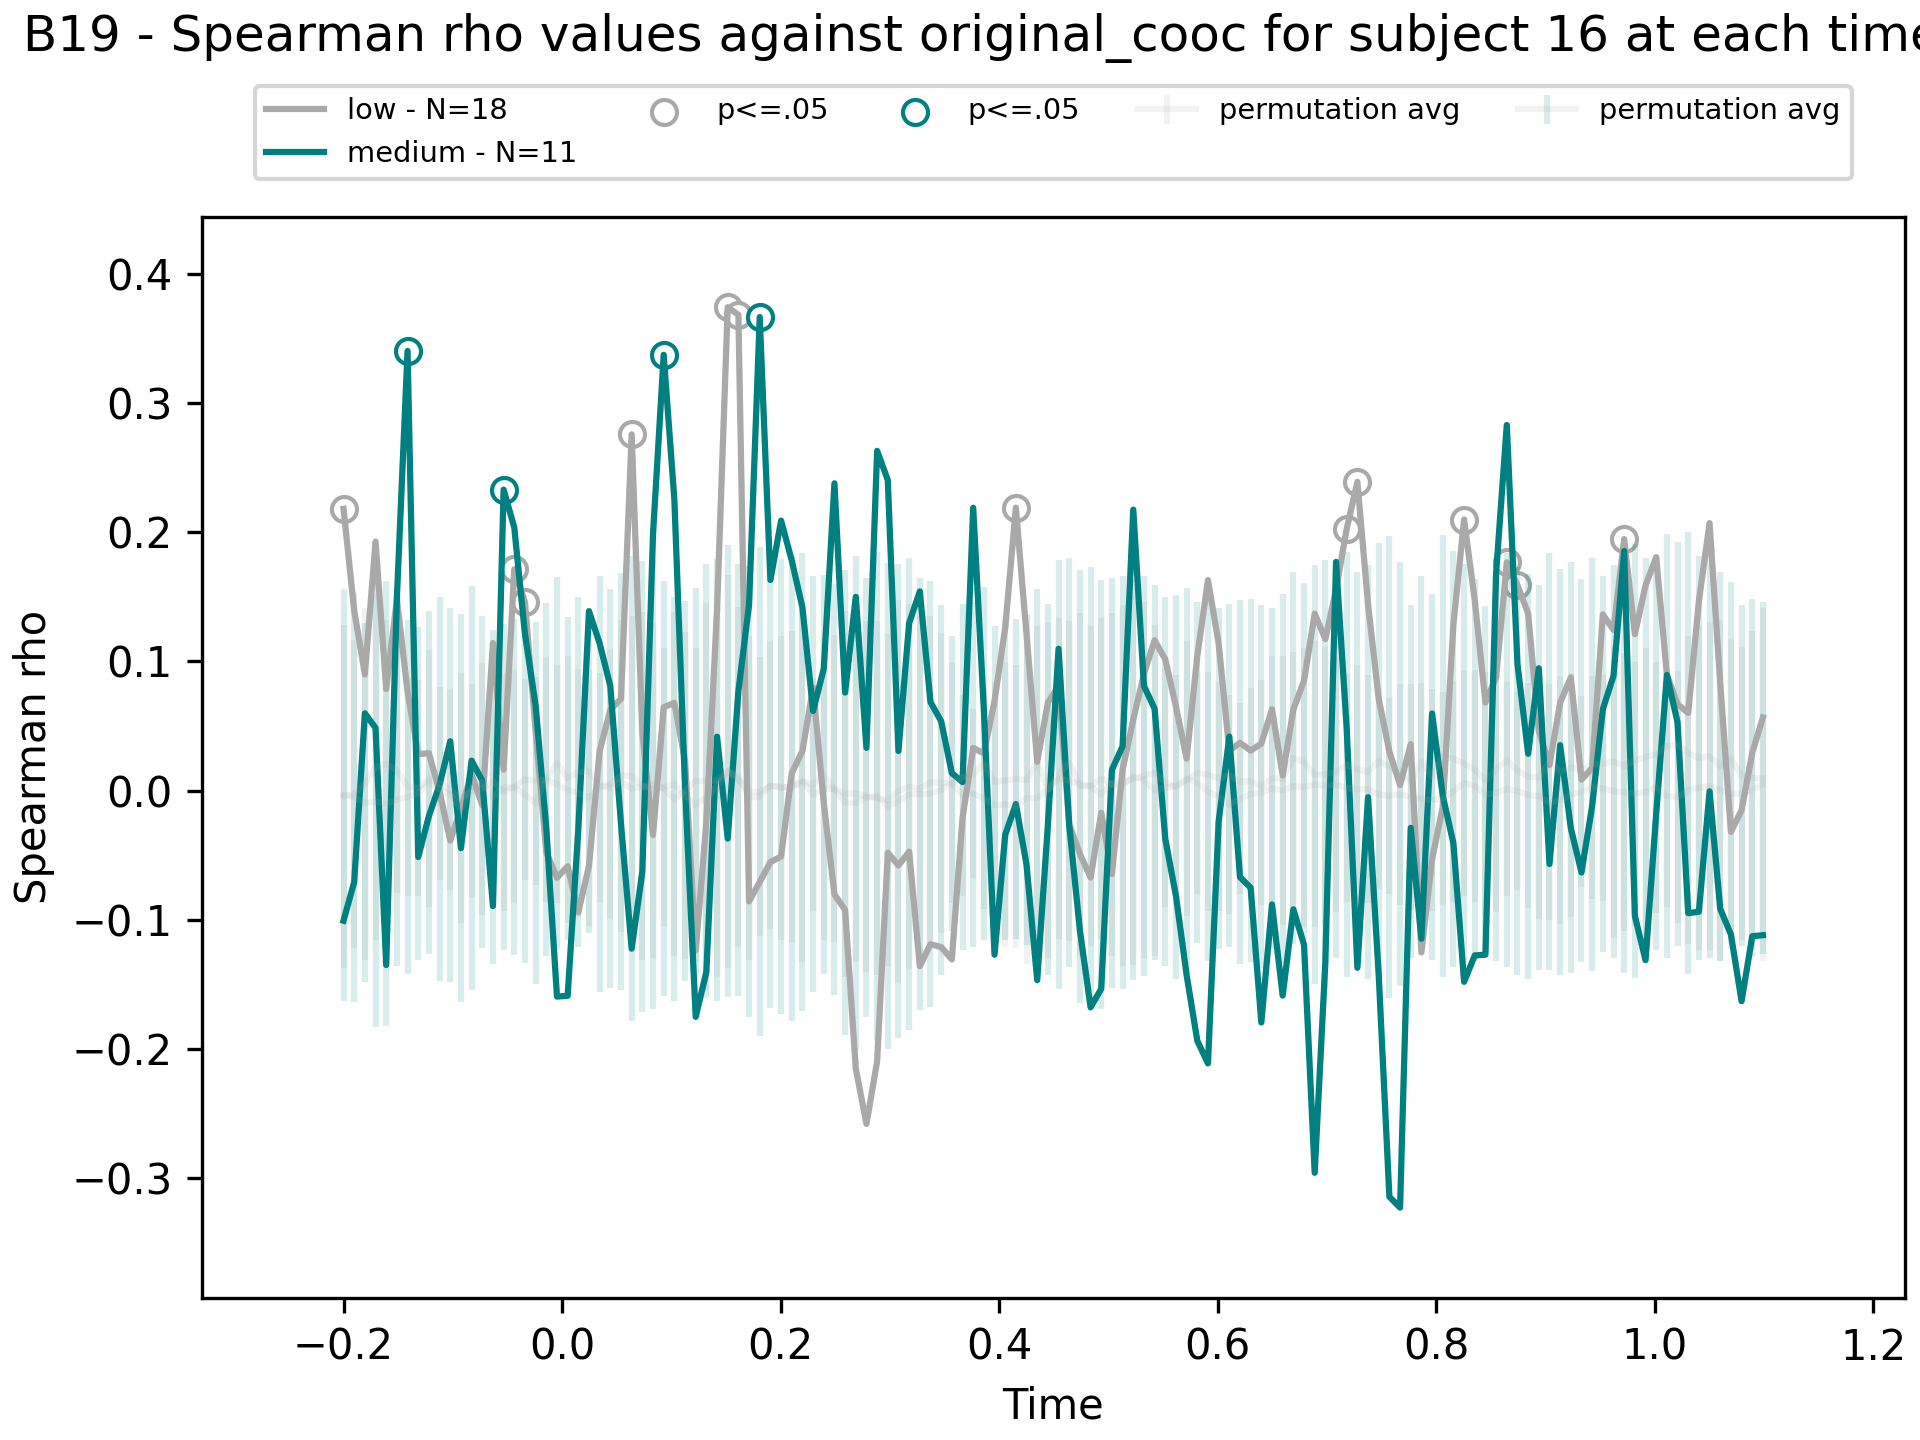 B19 - Spearman rho values against original_cooc for subject 16 at each time
low - N=18
medium - N=11
p<=.05
p<=.05
permutation avg
permutation avg
Spearman rho
0.4
0.3
0.2
0.1
0.0
−0.1
−0.2
−0.3
−0.2 0.0 0.2 0.4 0.6 0.8 1.0 1.2
Time